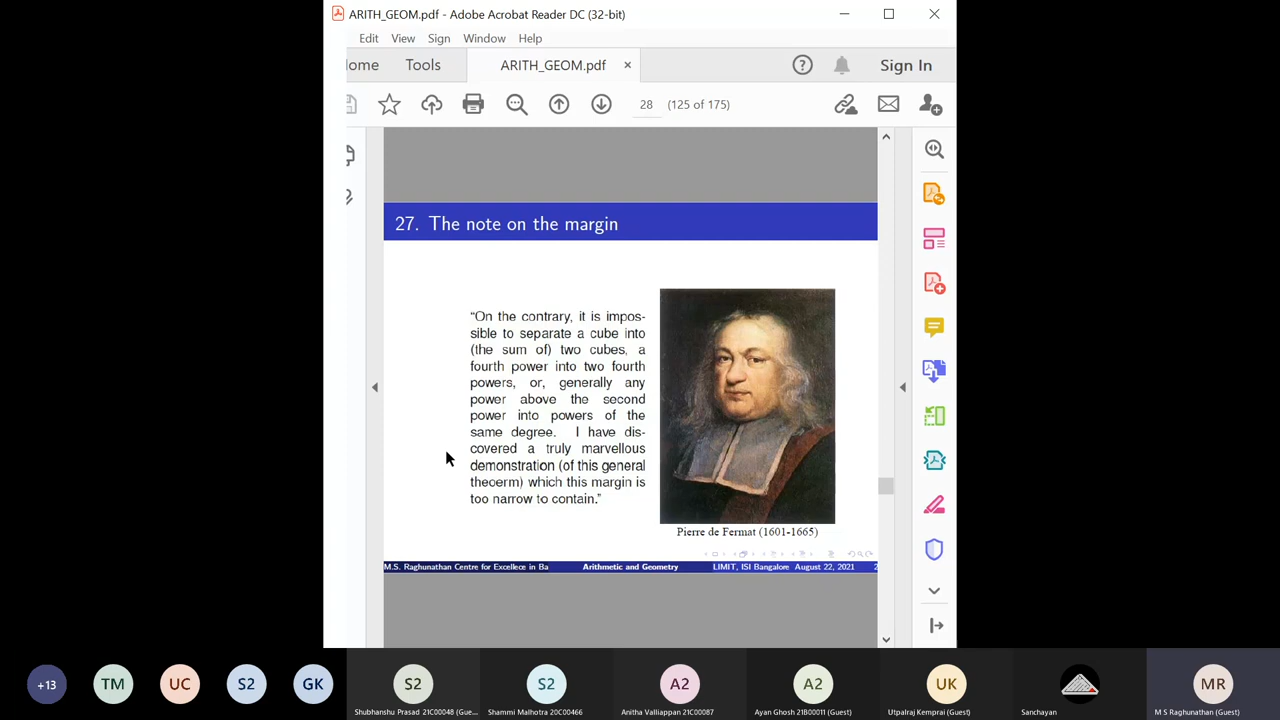 ARITH_GEOM.pdf - Adobe Acrobat Reader DC (32-bit)
Edit View Sign Window Help
ome Tools ARITH_GEOM.pdf × Sign In
28 (125 of 175)
27. The note on the margin
“On the contrary, it is impos-
sible to separate a cube into
(the sum of) two cubes, a
fourth power into two fourth
powers, or, generally any
power above the second
power into powers of the
same degree. I have dis-
covered a truly marvellous
demonstration (of this general
theoerm) which this margin is
too narrow to contain.”
Pierre de Fermat (1601-1665)
M.S. Raghunathan Centre for Excellece in Ba Arithmetic and Geometry LIMIT, ISI Bangalore August 22, 2021 2
+13 TM UC S2 GK S2 S2 A2 A2 UK MR
Shubhanshu Prasad 21C00048 (Gue... Shammi Malhotra 20C00466 Anitha Valliappan 21C00087 Ayan Ghosh 21B00011 (Guest) Utpalraj Kemprai (Guest) Sanchayan M S Raghunathan (Guest)